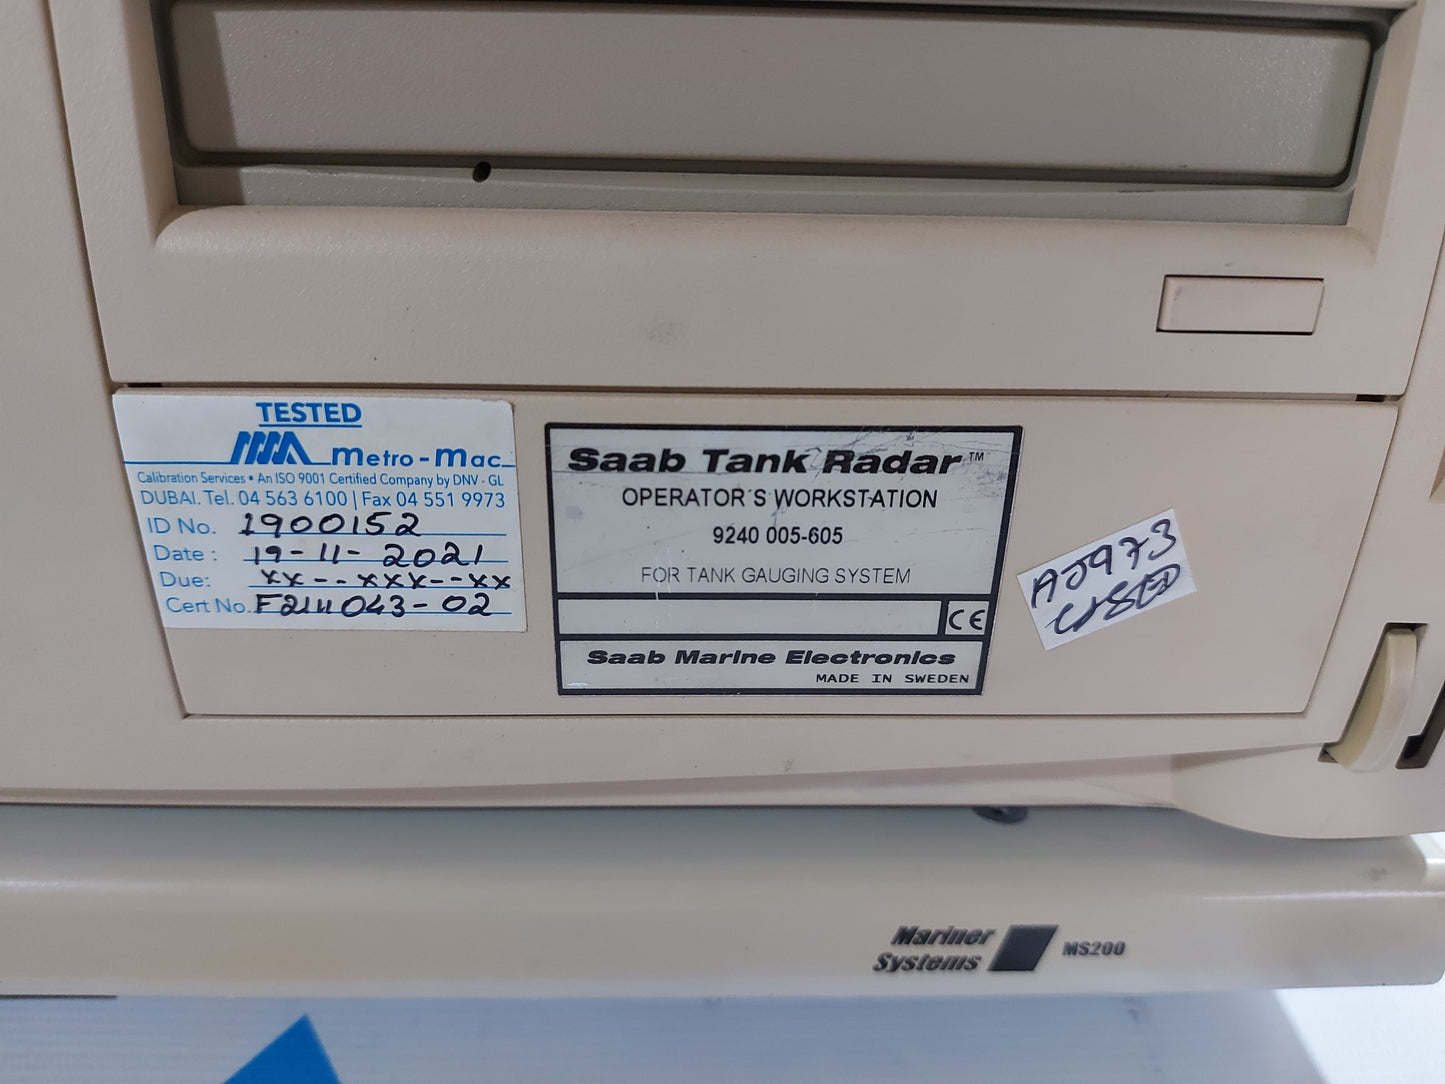 TESTED
metro-mac
Calibration Services • An ISO 9001 Certified Company by DNV - GL
DUBAI. Tel. 04 563 6100 | Fax 04 551 9973
ID No. 1900152
Date : 19-11-2021
Due: xx--xxx--xx
Cert No. F2111043-02
Saab Tank Radar™
OPERATOR´S WORKSTATION
9240 005-605
FOR TANK GAUGING SYSTEM
CE
Saab Marine Electronics
MADE IN SWEDEN
AJ973
Mariner
Systems
MS200